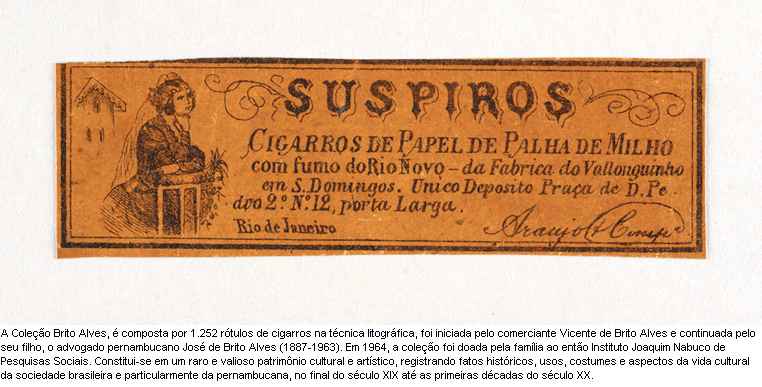 SUSPIROS
CIGARROS DE PAPEL DE PALHA DE MILHO
com fumo do Rio Novo - da Fabrica do Vallonguinho
em S. Domingos. Unico Deposito Praça de D. Pe-
dro 2º Nº 12, porta Larga.
Rio de Janeiro
Araujo & Comp.ª
A Coleção Brito Alves, é composta por 1.252 rótulos de cigarros na técnica litográfica, foi iniciada pelo comerciante Vicente de Brito Alves e continuada pelo
seu filho, o advogado pernambucano José de Brito Alves (1887-1963). Em 1964, a coleção foi doada pela família ao então Instituto Joaquim Nabuco de
Pesquisas Sociais. Constitui-se em um raro e valioso patrimônio cultural e artístico, registrando fatos históricos, usos, costumes e aspectos da vida cultural
da sociedade brasileira e particularmente da pernambucana, no final do século XIX até as primeiras décadas do século XX.